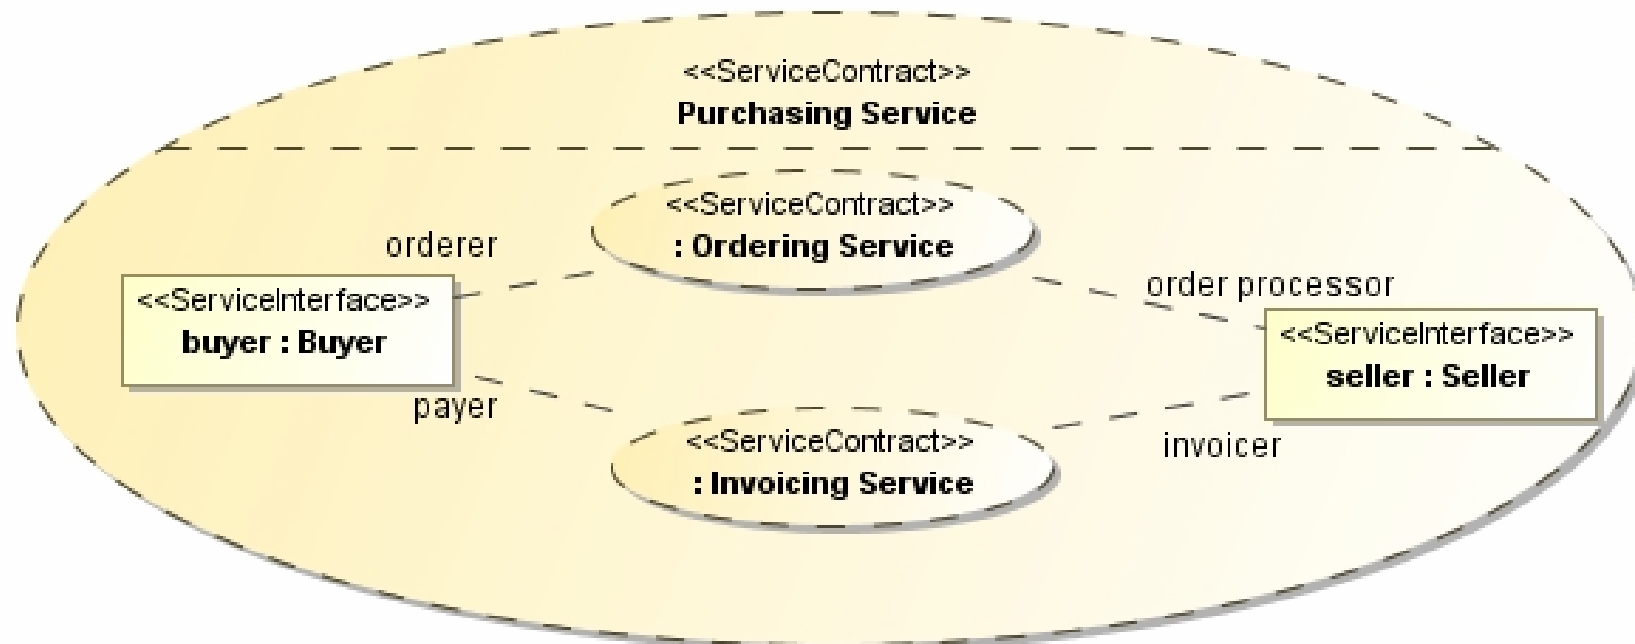 <<ServiceContract>>
Purchasing Service
<<ServiceContract>>
: Ordering Service
orderer
<<ServiceInterface>>
buyer : Buyer
payer
order processor
<<ServiceInterface>>
seller : Seller
invoicer
<<ServiceContract>>
: Invoicing Service